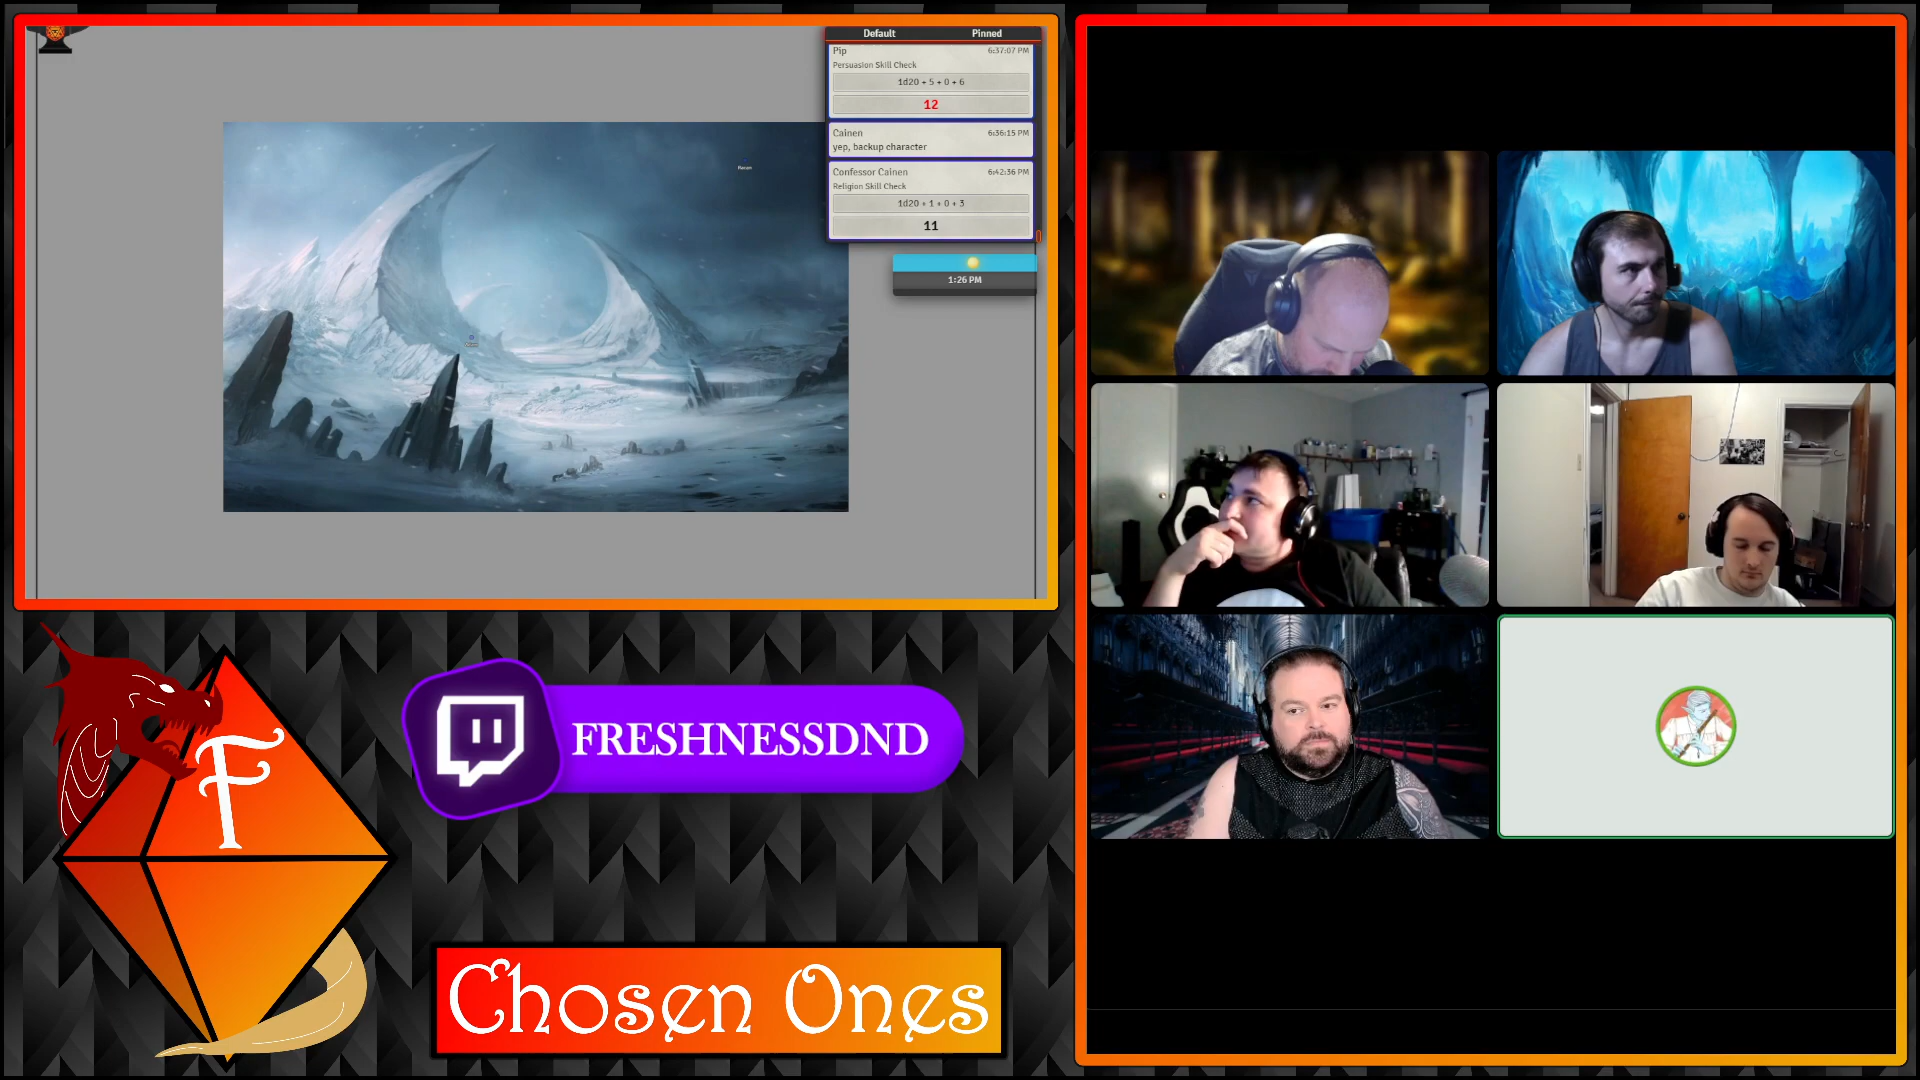 Default Pinned
Pip 6:37:07 PM
Persuasion Skill Check
1d20 + 5 + 0 + 6
12
Cainen 6:36:15 PM
yep, backup character
Confessor Cainen 6:42:36 PM
Religion Skill Check
1d20 + 1 + 0 + 3
11
1:26 PM
F
FRESHNESSDND
Chosen Ones